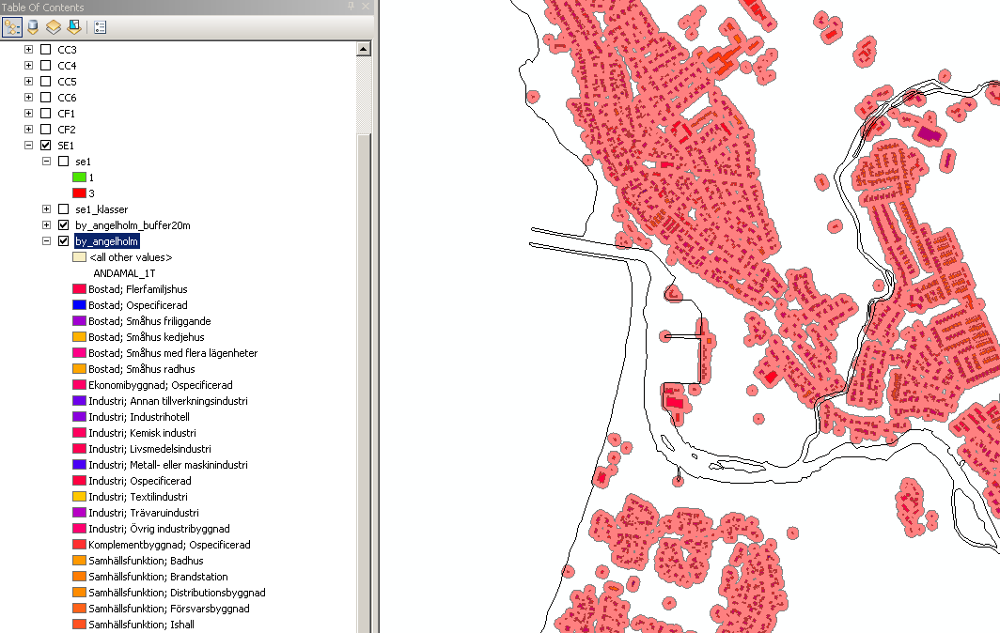 Table Of Contents
CC3
CC4
CC5
CC6
CF1
CF2
SE1
se1
1
3
se1_klasser
by_angelholm_buffer20m
by_angelholm
<all other values>
ANDAMAL_1T
Bostad; Flerfamiljshus
Bostad; Ospecificerad
Bostad; Småhus friliggande
Bostad; Småhus kedjehus
Bostad; Småhus med flera lägenheter
Bostad; Småhus radhus
Ekonomibyggnad; Ospecificerad
Industri; Annan tillverkningsindustri
Industri; Industrihotell
Industri; Kemisk industri
Industri; Livsmedelsindustri
Industri; Metall- eller maskinindustri
Industri; Ospecificerad
Industri; Textilindustri
Industri; Trävaruindustri
Industri; Övrig industribyggnad
Komplementbyggnad; Ospecificerad
Samhällsfunktion; Badhus
Samhällsfunktion; Brandstation
Samhällsfunktion; Distributionsbyggnad
Samhällsfunktion; Försvarsbyggnad
Samhällsfunktion; Ishall